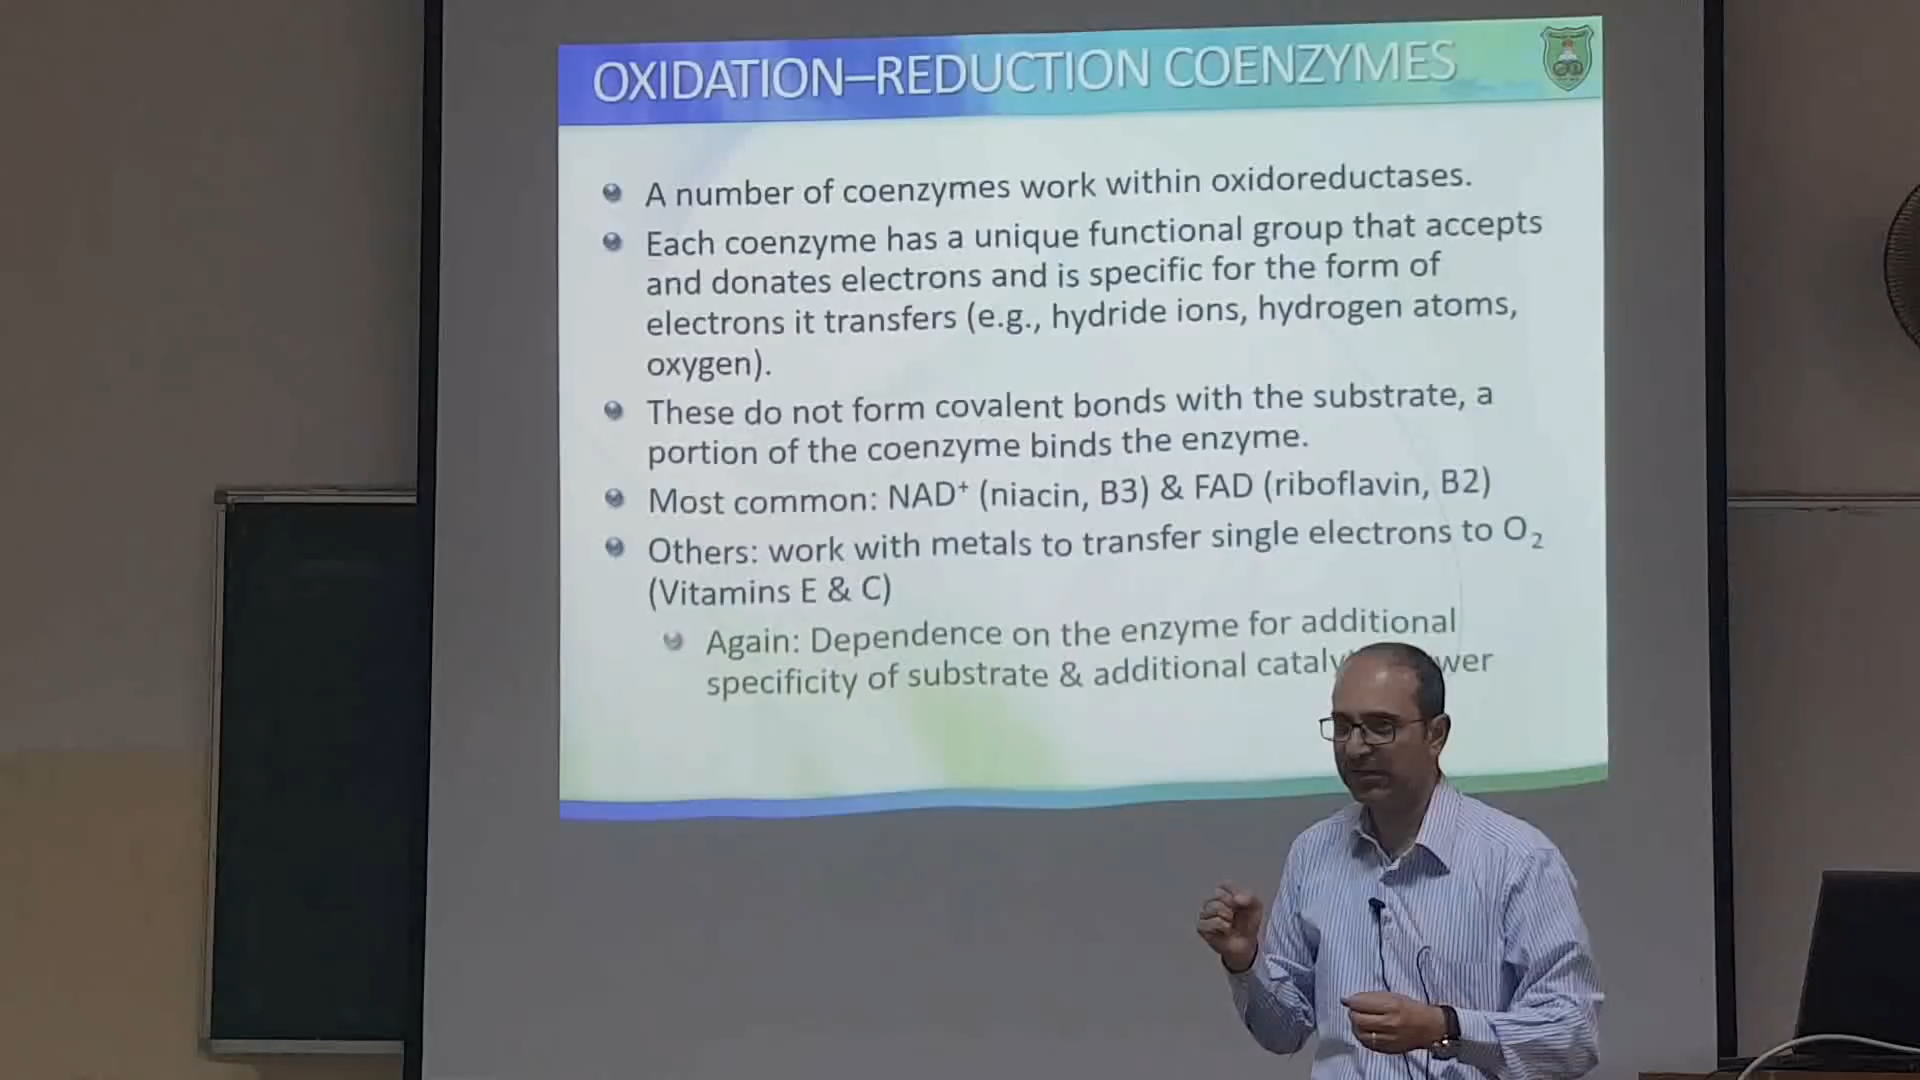 OXIDATION–REDUCTION COENZYMES
A number of coenzymes work within oxidoreductases.
Each coenzyme has a unique functional group that accepts
and donates electrons and is specific for the form of
electrons it transfers (e.g., hydride ions, hydrogen atoms,
oxygen).
These do not form covalent bonds with the substrate, a
portion of the coenzyme binds the enzyme.
Most common: NAD⁺ (niacin, B3) & FAD (riboflavin, B2)
Others: work with metals to transfer single electrons to O₂
(Vitamins E & C)
Again: Dependence on the enzyme for additional
specificity of substrate & additional